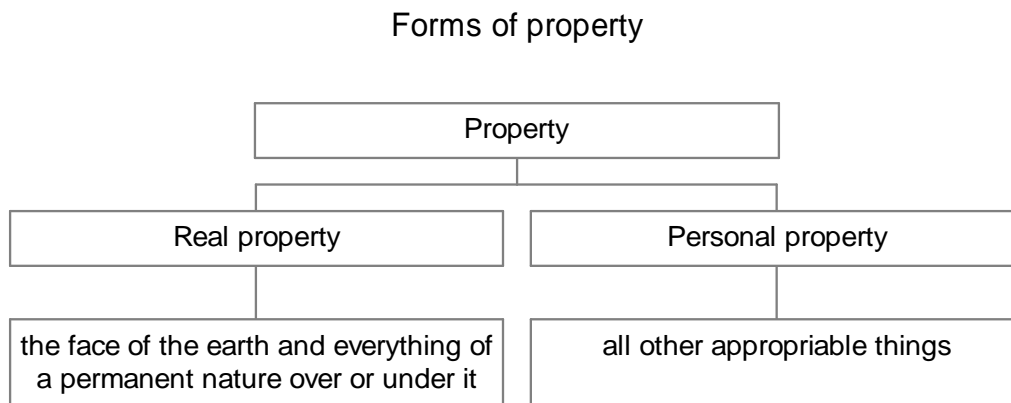 Forms of property
Property
Real property
Personal property
the face of the earth and everything of
a permanent nature over or under it
all other appropriable things